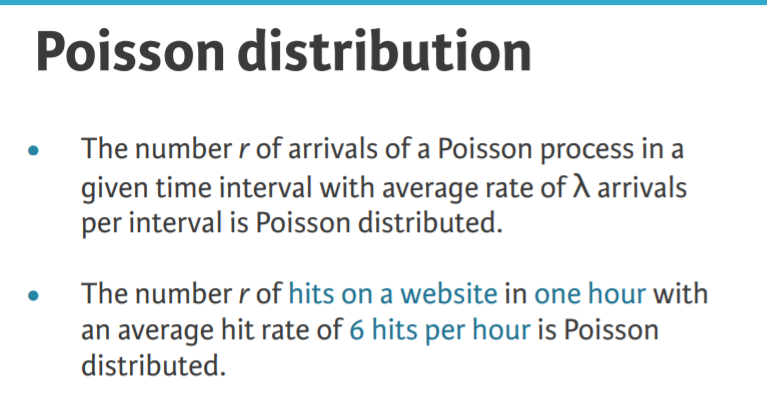 Poisson distribution
• The number r of arrivals of a Poisson process in a
given time interval with average rate of λ arrivals
per interval is Poisson distributed.
• The number r of hits on a website in one hour with
an average hit rate of 6 hits per hour is Poisson
distributed.